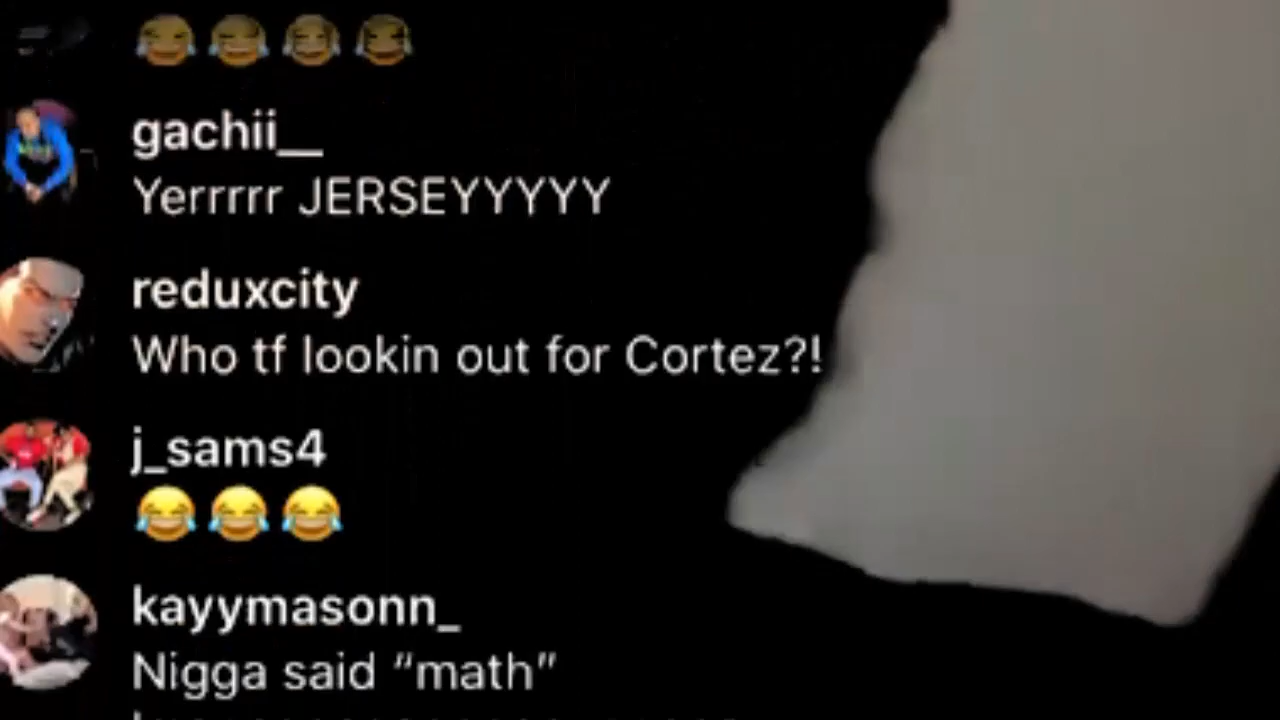 😂😂😂😂
gachii__
Yerrrrr JERSEYYYYY
reduxcity
Who tf lookin out for Cortez?!
j_sams4
😂😂😂
kayymasonn_
Nigga said “math”